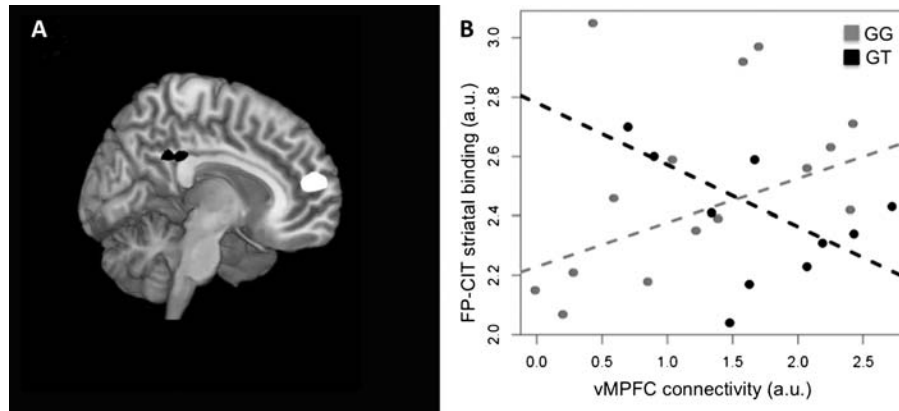 A
B
GG
GT
FP-CIT striatal binding (a.u.)
3.0
2.8
2.6
2.4
2.2
2.0
0.0 0.5 1.0 1.5 2.0 2.5
vMPFC connectivity (a.u.)